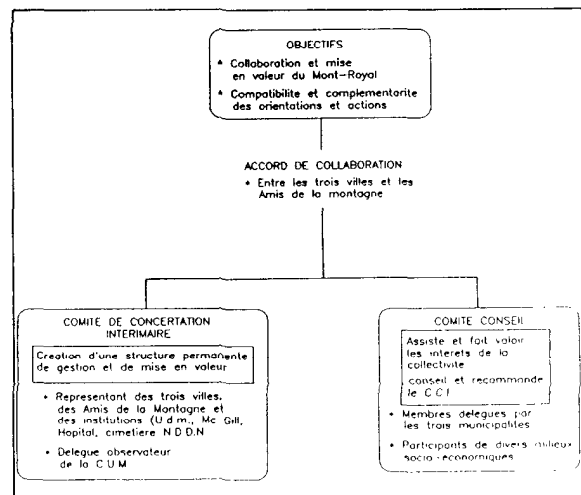 OBJECTIFS
* Collaboration et mise
en valeur du Mont-Royal
* Compatibilite et complementarite
des orientations et actions
ACCORD DE COLLABORATION
* Entre les trois villes et les
Amis de la montagne
COMITE DE CONCERTATION
INTERIMAIRE
Creation d'une structure permanente
de gestion et de mise en valeur
* Representant des trois villes,
des Amis de la Montagne et
des institutions (U.d.m., Mc Gill,
Hopital, cimetiere N D D.N
* Delegue observateur
de la C U M
COMITE CONSEIL
Assiste et fait valoir
les interets de la
collectivite
conseil et recommande
le C C I
* Membres delegues par
les trois municipalites
* Participants de divers milieux
socio-economiques